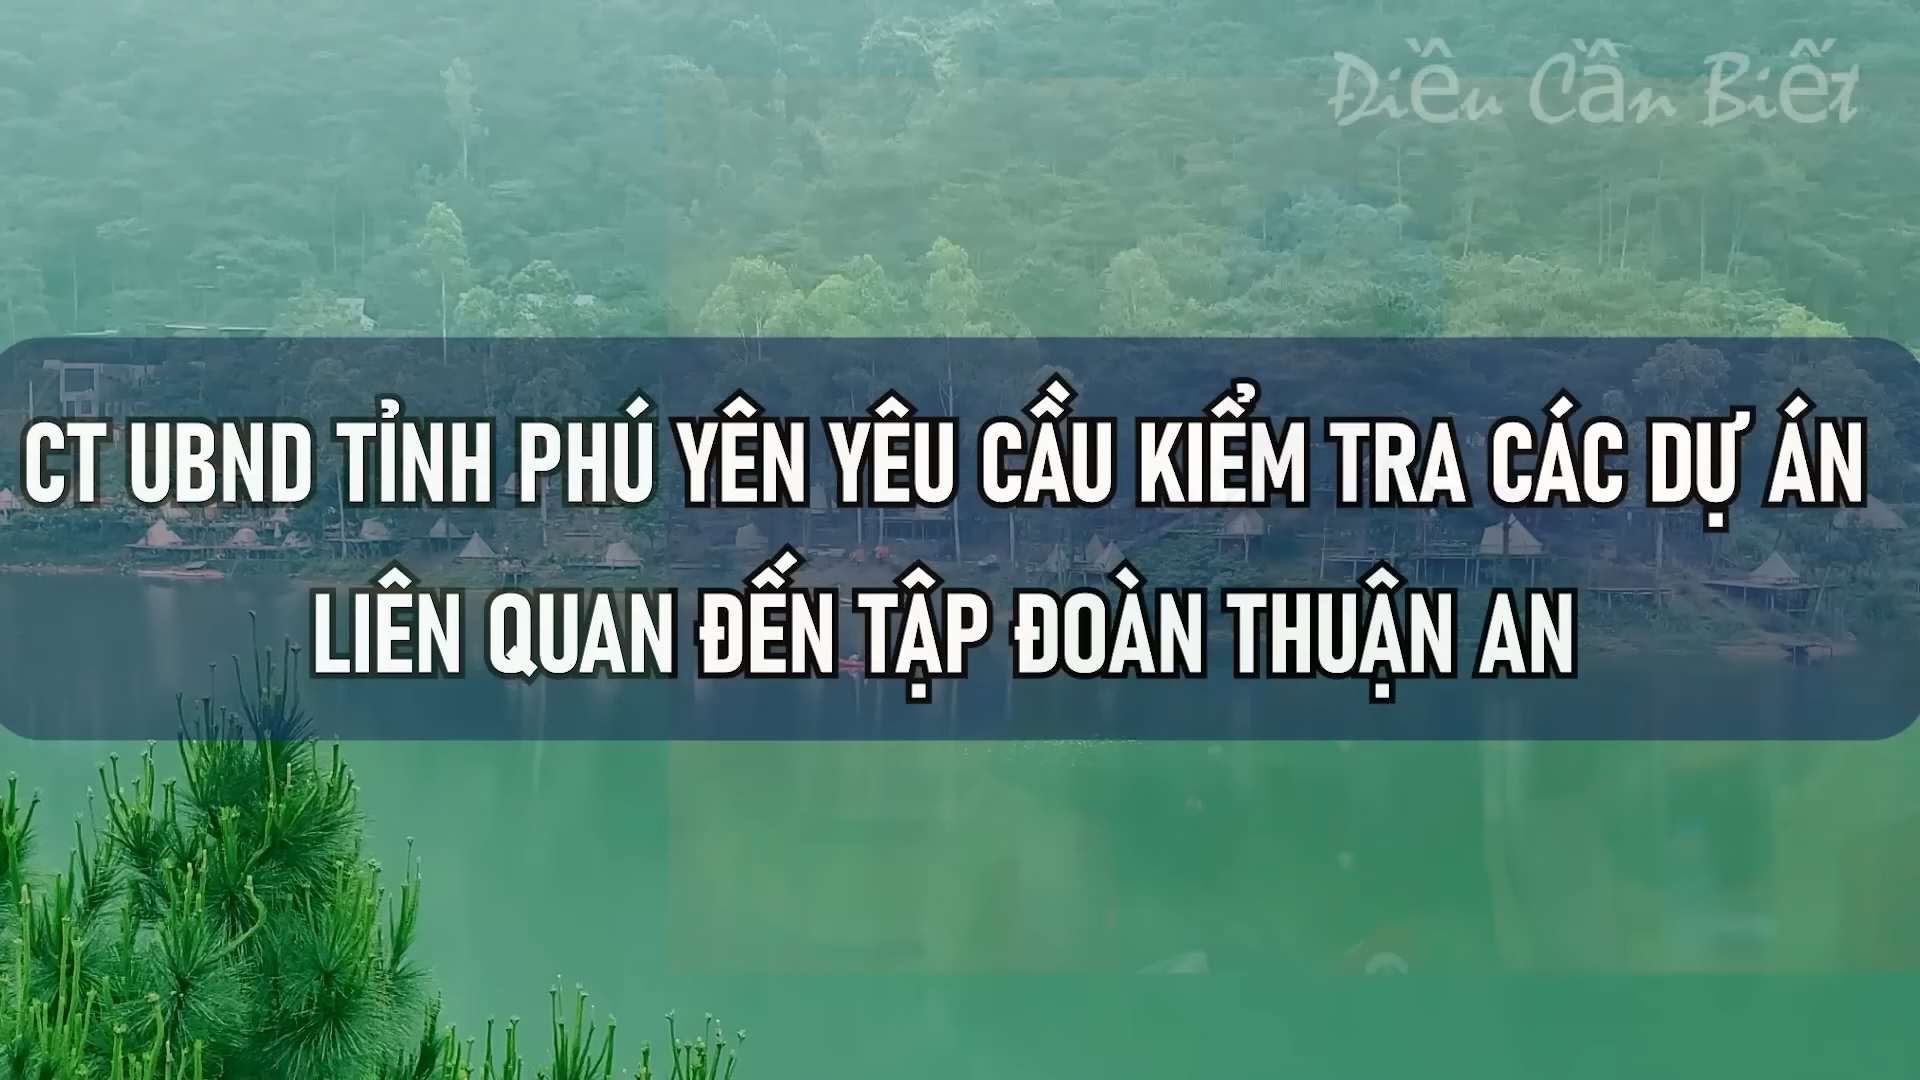 Điều Cần Biết
CT UBND TỈNH PHÚ YÊN YÊU CẦU KIỂM TRA CÁC DỰ ÁN
LIÊN QUAN ĐẾN TẬP ĐOÀN THUẬN AN